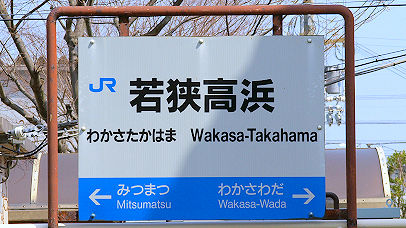 JR 若狭高浜
わかさたかはま Wakasa-Takahama
← みつまつ わかさわだ →
Mitsumatsu Wakasa-Wada